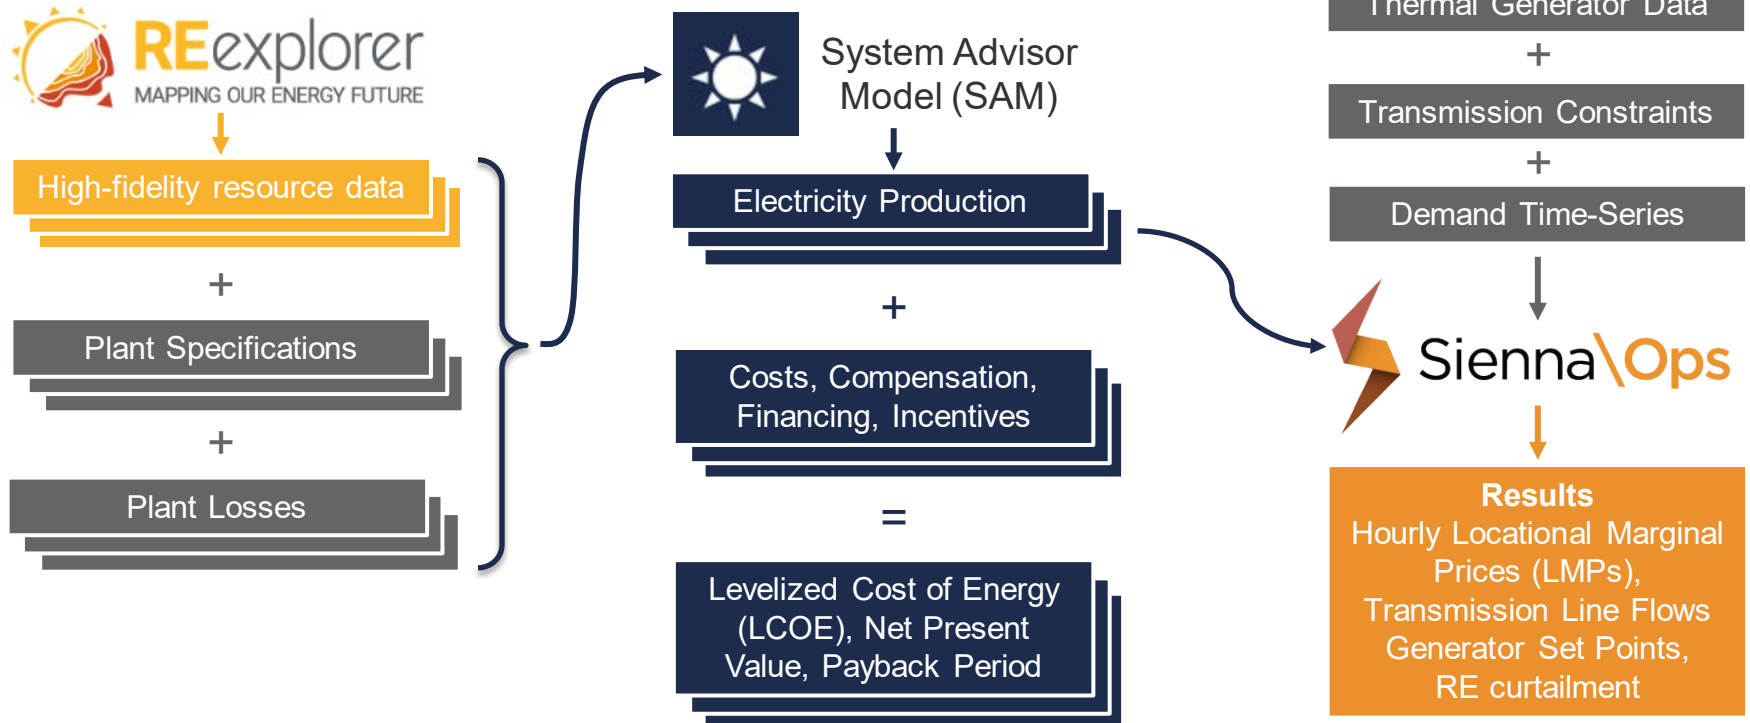 REexplorer
MAPPING OUR ENERGY FUTURE
High-fidelity resource data
+
Plant Specifications
+
Plant Losses
System Advisor
Model (SAM)
Electricity Production
+
Costs, Compensation,
Financing, Incentives
=
Levelized Cost of Energy
(LCOE), Net Present
Value, Payback Period
Thermal Generator Data
+
Transmission Constraints
+
Demand Time-Series
Sienna\Ops
Results
Hourly Locational Marginal
Prices (LMPs),
Transmission Line Flows
Generator Set Points,
RE curtailment